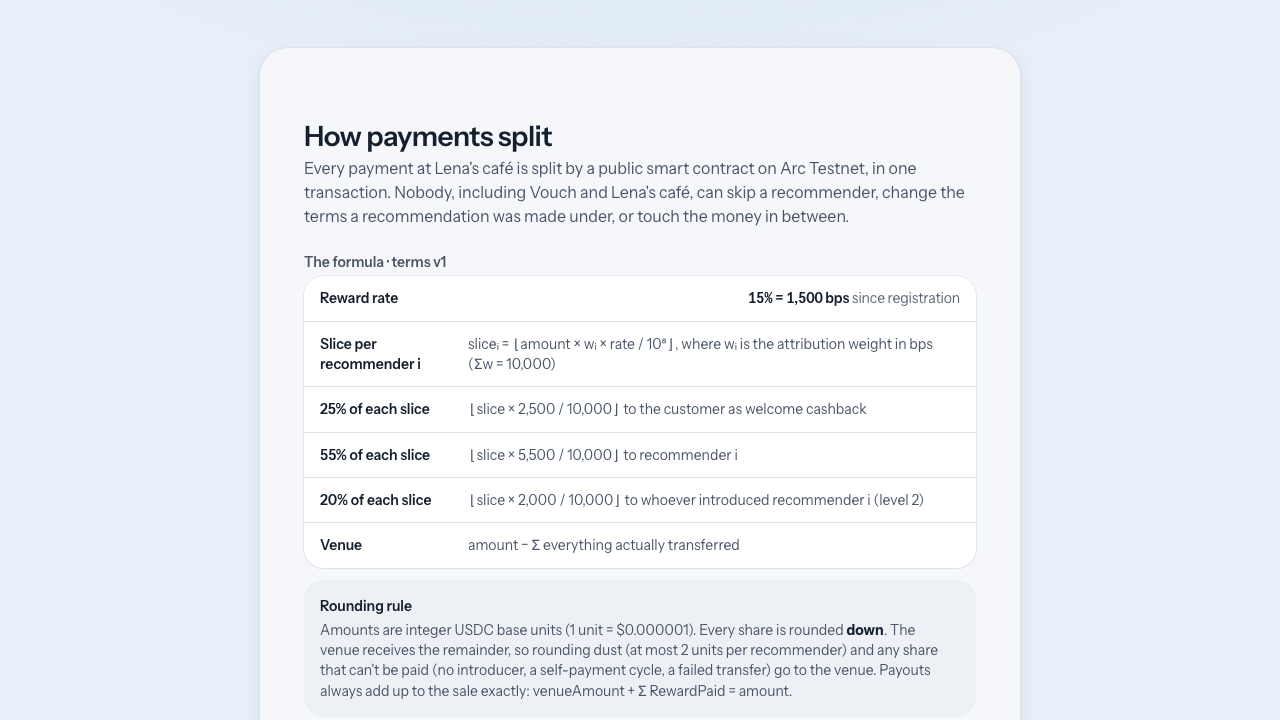 How payments split
Every payment at Lena's café is split by a public smart contract on Arc Testnet, in one
transaction. Nobody, including Vouch and Lena's café, can skip a recommender, change the
terms a recommendation was made under, or touch the money in between.
The formula · terms v1
Reward rate
15% = 1,500 bps since registration
Slice per
recommender i
sliceᵢ = ⌊amount × wᵢ × rate / 10⁸⌋, where wᵢ is the attribution weight in bps
(Σw = 10,000)
25% of each slice
⌊slice × 2,500 / 10,000⌋ to the customer as welcome cashback
55% of each slice
⌊slice × 5,500 / 10,000⌋ to recommender i
20% of each slice
⌊slice × 2,000 / 10,000⌋ to whoever introduced recommender i (level 2)
Venue
amount − Σ everything actually transferred
Rounding rule
Amounts are integer USDC base units (1 unit = $0.000001). Every share is rounded down. The
venue receives the remainder, so rounding dust (at most 2 units per recommender) and any share
that can't be paid (no introducer, a self-payment cycle, a failed transfer) go to the venue. Payouts
always add up to the sale exactly: venueAmount + Σ RewardPaid = amount.